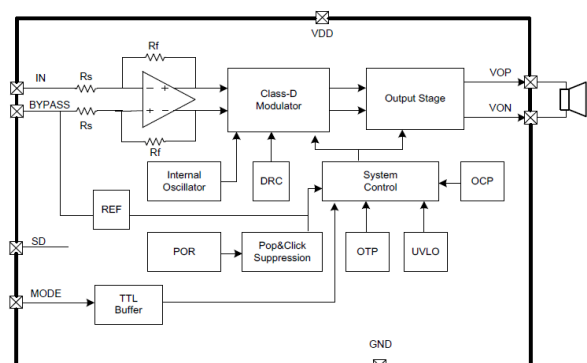 VDD
Rf
IN
Rs
BYPASS
Rs
Rf
Class-D
Modulator
Output Stage
VOP
VON
Internal
Oscillator
DRC
System
Control
OCP
REF
SD
POR
Pop&Click
Suppression
OTP
UVLO
MODE
TTL
Buffer
GND